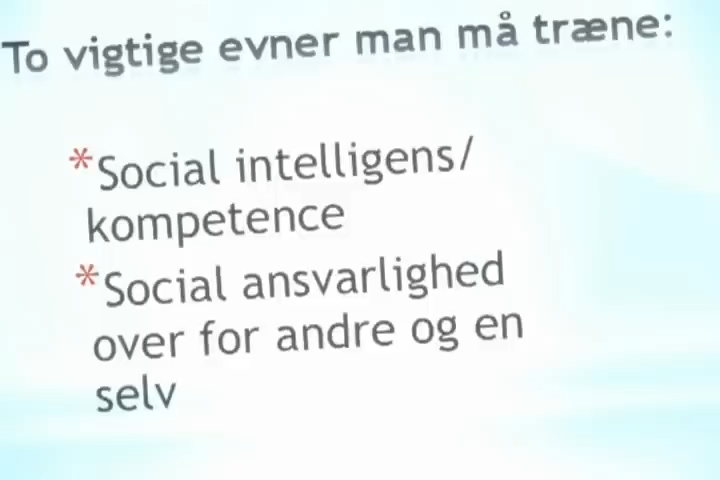 To vigtige evner man må træne:
*Social intelligens/
kompetence
*Social ansvarlighed
over for andre og en
selv